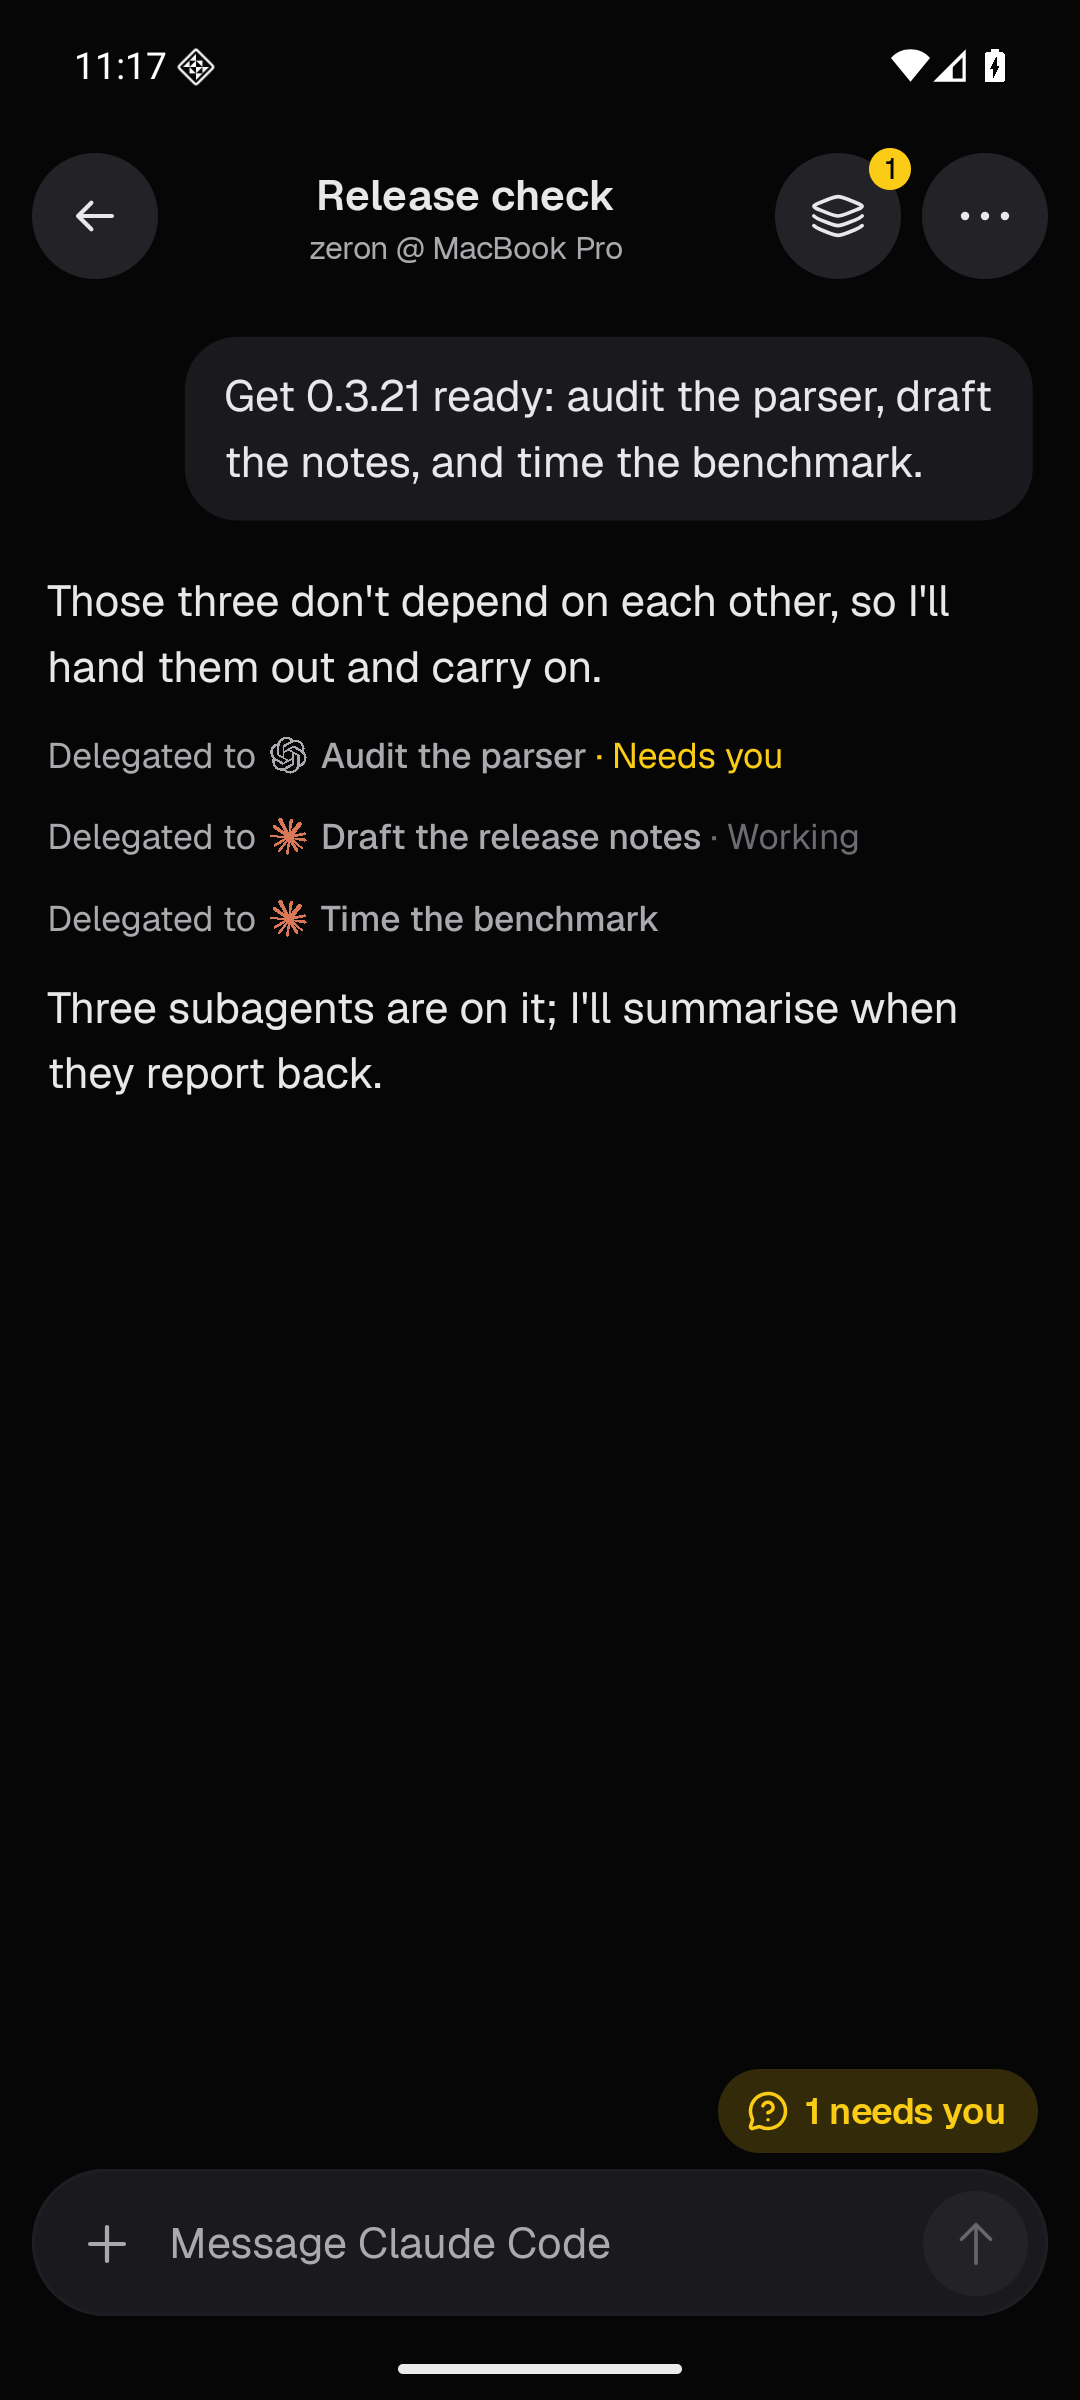 11:17
1
Release check
zeron @ MacBook Pro
Get 0.3.21 ready: audit the parser, draft
the notes, and time the benchmark.
Those three don't depend on each other, so I'll
hand them out and carry on.
Delegated to Audit the parser · Needs you
Delegated to Draft the release notes · Working
Delegated to Time the benchmark
Three subagents are on it; I'll summarise when
they report back.
1 needs you
Message Claude Code